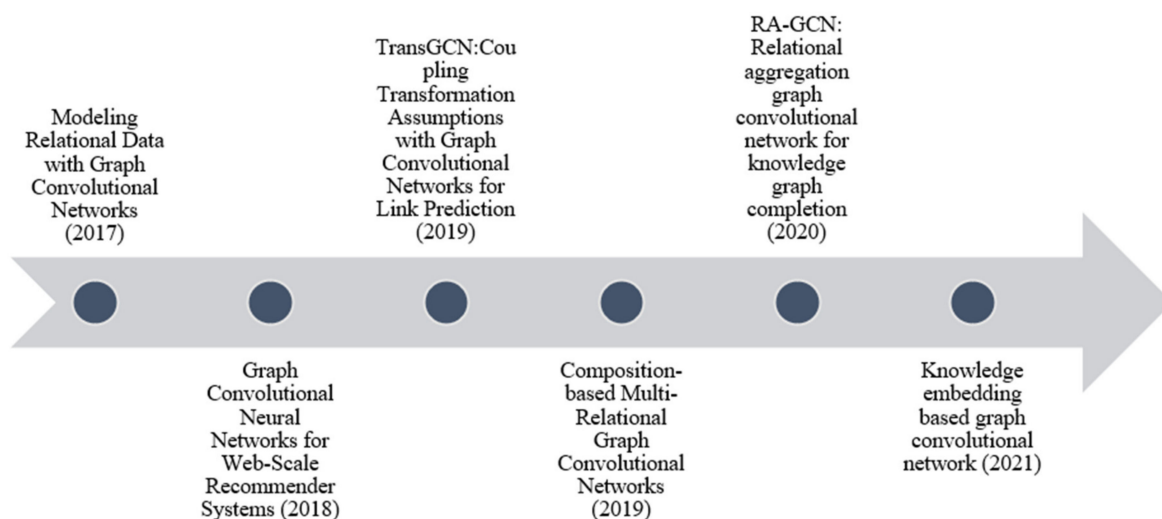 Modeling
Relational Data
with Graph
Convolutional
Networks
(2017)
Graph
Convolutional
Neural
Networks for
Web-Scale
Recommender
Systems (2018)
TransGCN:Cou
pling
Transformation
Assumptions
with Graph
Convolutional
Networks for
Link Prediction
(2019)
Composition-
based Multi-
Relational
Graph
Convolutional
Networks
(2019)
RA-GCN:
Relational
aggregation
graph
convolutional
network for
knowledge
graph
completion
(2020)
Knowledge
embedding
based graph
convolutional
network (2021)